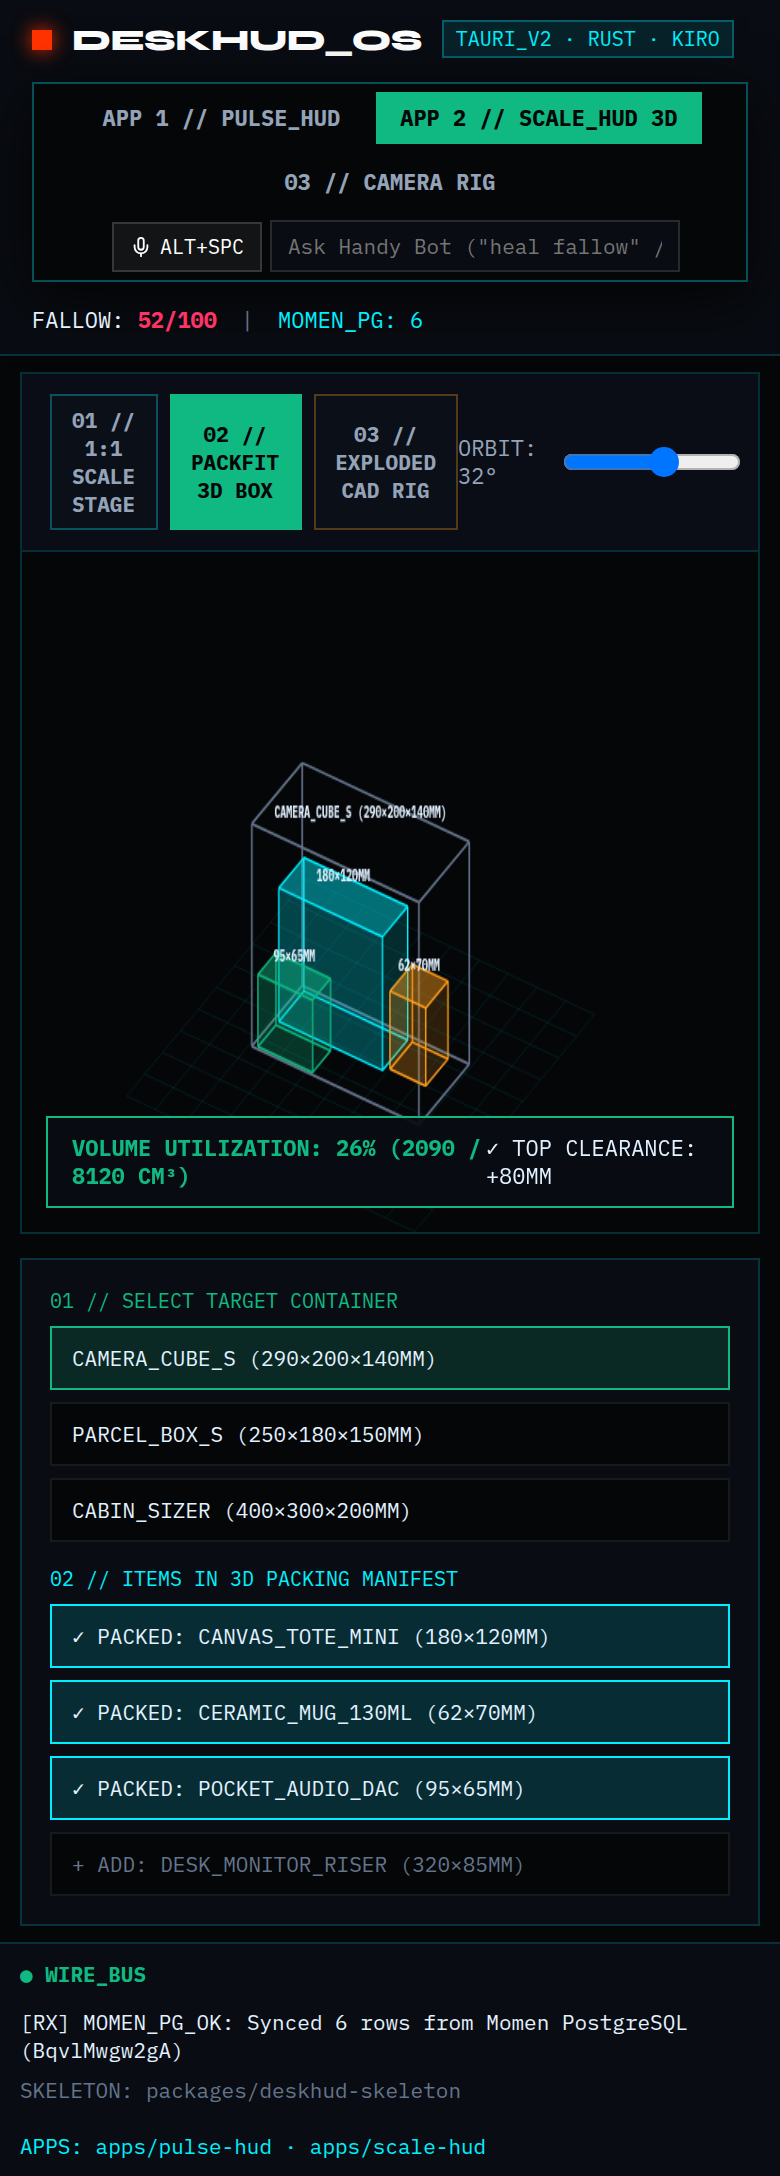 DESKHUD_OS
TAURI_V2 · RUST · KIRO
APP 1 // PULSE_HUD
APP 2 // SCALE_HUD 3D
03 // CAMERA RIG
ALT+SPC
Ask Handy Bot ("heal fallow" /
FALLOW: 52/100 | MOMEN_PG: 6
01 //
1:1
SCALE
STAGE
02 //
PACKFIT
3D BOX
03 //
EXPLODED
CAD RIG
ORBIT:
32°
CAMERA_CUBE_S (290×200×140MM)
180×120MM
95×65MM
62×70MM
VOLUME UTILIZATION: 26% (2090 /
8120 CM³)
✓ TOP CLEARANCE:
+80MM
01 // SELECT TARGET CONTAINER
CAMERA_CUBE_S (290×200×140MM)
PARCEL_BOX_S (250×180×150MM)
CABIN_SIZER (400×300×200MM)
02 // ITEMS IN 3D PACKING MANIFEST
✓ PACKED: CANVAS_TOTE_MINI (180×120MM)
✓ PACKED: CERAMIC_MUG_130ML (62×70MM)
✓ PACKED: POCKET_AUDIO_DAC (95×65MM)
+ ADD: DESK_MONITOR_RISER (320×85MM)
● WIRE_BUS
[RX] MOMEN_PG_OK: Synced 6 rows from Momen PostgreSQL
(BqvlMwgw2gA)
SKELETON: packages/deskhud-skeleton
APPS: apps/pulse-hud · apps/scale-hud